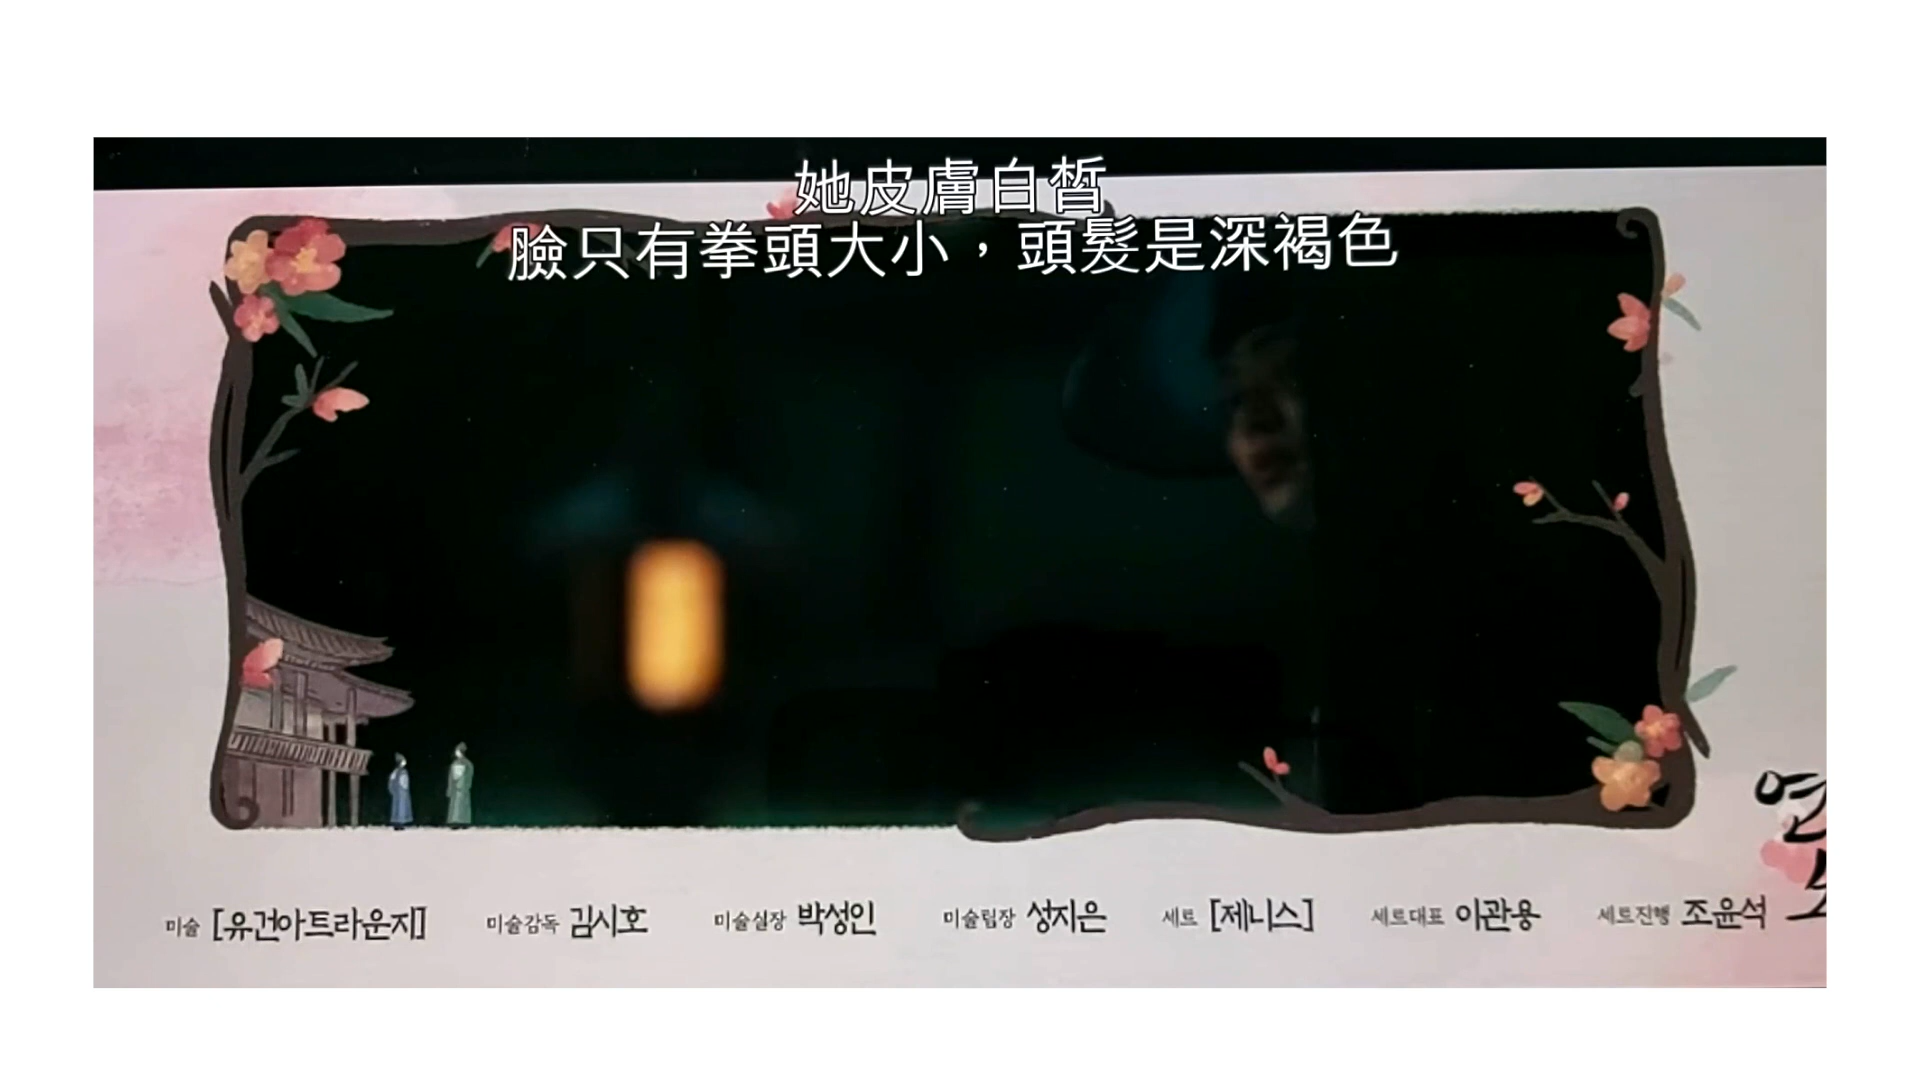 她皮膚白皙
臉只有拳頭大小，頭髮是深褐色
미술 [유건아트라운지] 미술감독 김시호 미술실장 박성인 미술팀장 성지은 세트 [제니스] 세트대표 이관용 세트진행 조윤석
연